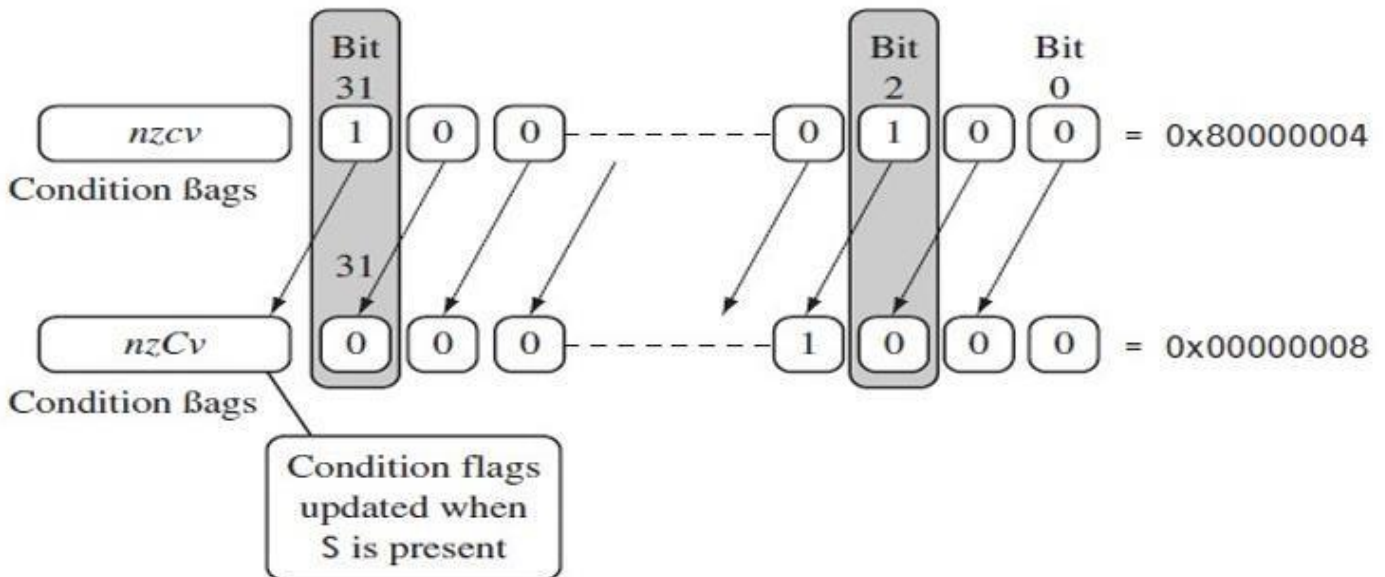 Bit Bit Bit
31 2 0
nzcv 1 0 0 0 1 0 0 = 0x80000004
Condition ßags
31
nzCv 0 0 0 1 0 0 0 = 0x00000008
Condition ßags
Condition flags
updated when
S is present